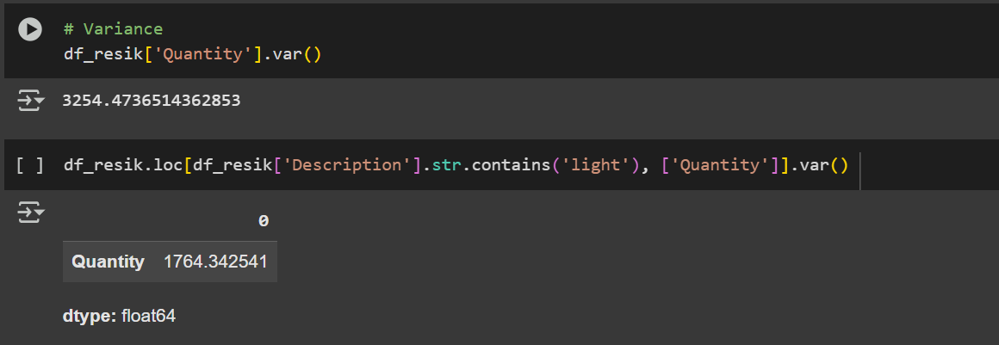 # Variance
df_resik['Quantity'].var()
3254.4736514362853
[ ] df_resik.loc[df_resik['Description'].str.contains('light'), ['Quantity']].var()
0
Quantity 1764.342541
dtype: float64